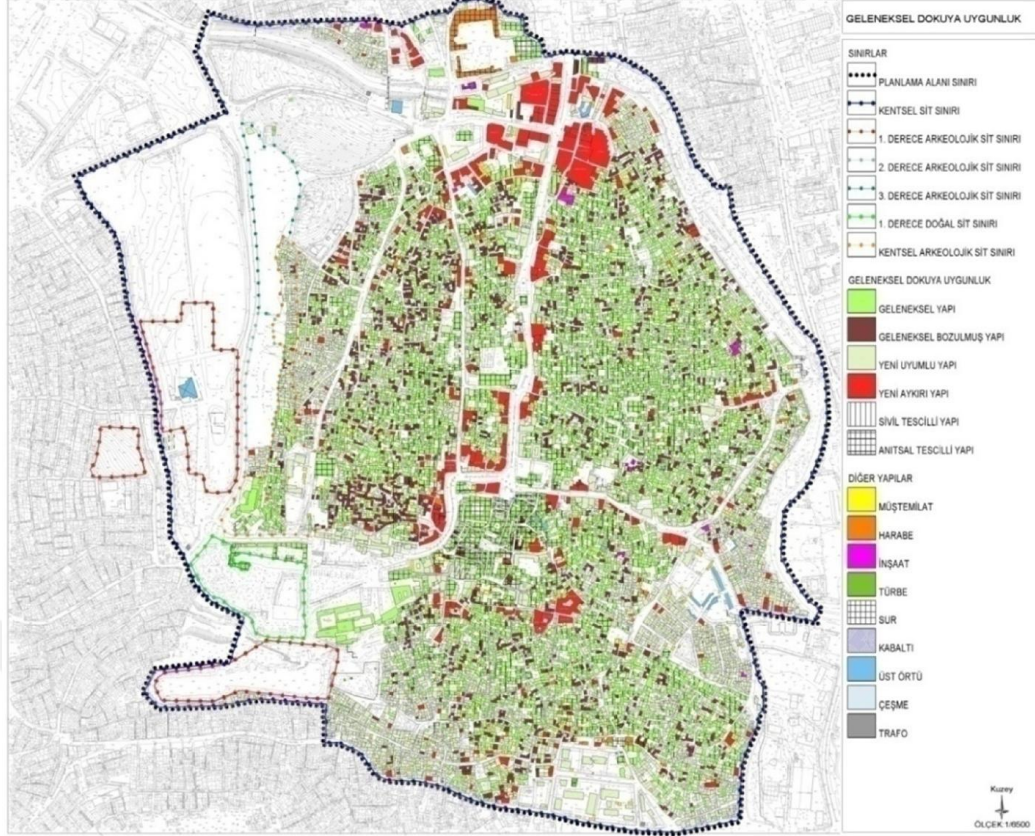 GELENEKSEL DOKUYA UYGUNLUK
SINIRLAR
PLANLAMA ALANI SINIRI
KENTSEL SİT SINIRI
1. DERECE ARKEOLOJİK SİT SINIRI
2. DERECE ARKEOLOJİK SİT SINIRI
3. DERECE ARKEOLOJİK SİT SINIRI
1. DERECE DOĞAL SİT SINIRI
KENTSEL ARKEOLOJİK SİT SINIRI
GELENEKSEL DOKUYA UYGUNLUK
GELENEKSEL YAPI
GELENEKSEL BOZULMUŞ YAPI
YENİ UYUMLU YAPI
YENİ AYKIRI YAPI
SİVİL TESCİLLİ YAPI
ANITSAL TESCİLLİ YAPI
DİĞER YAPILAR
MÜŞTEMİLAT
HARABE
İNŞAAT
TÜRBE
SUR
KABALTI
ÜST ÖRTÜ
ÇEŞME
TRAFO
Kuzey
ÖLÇEK:1/6500